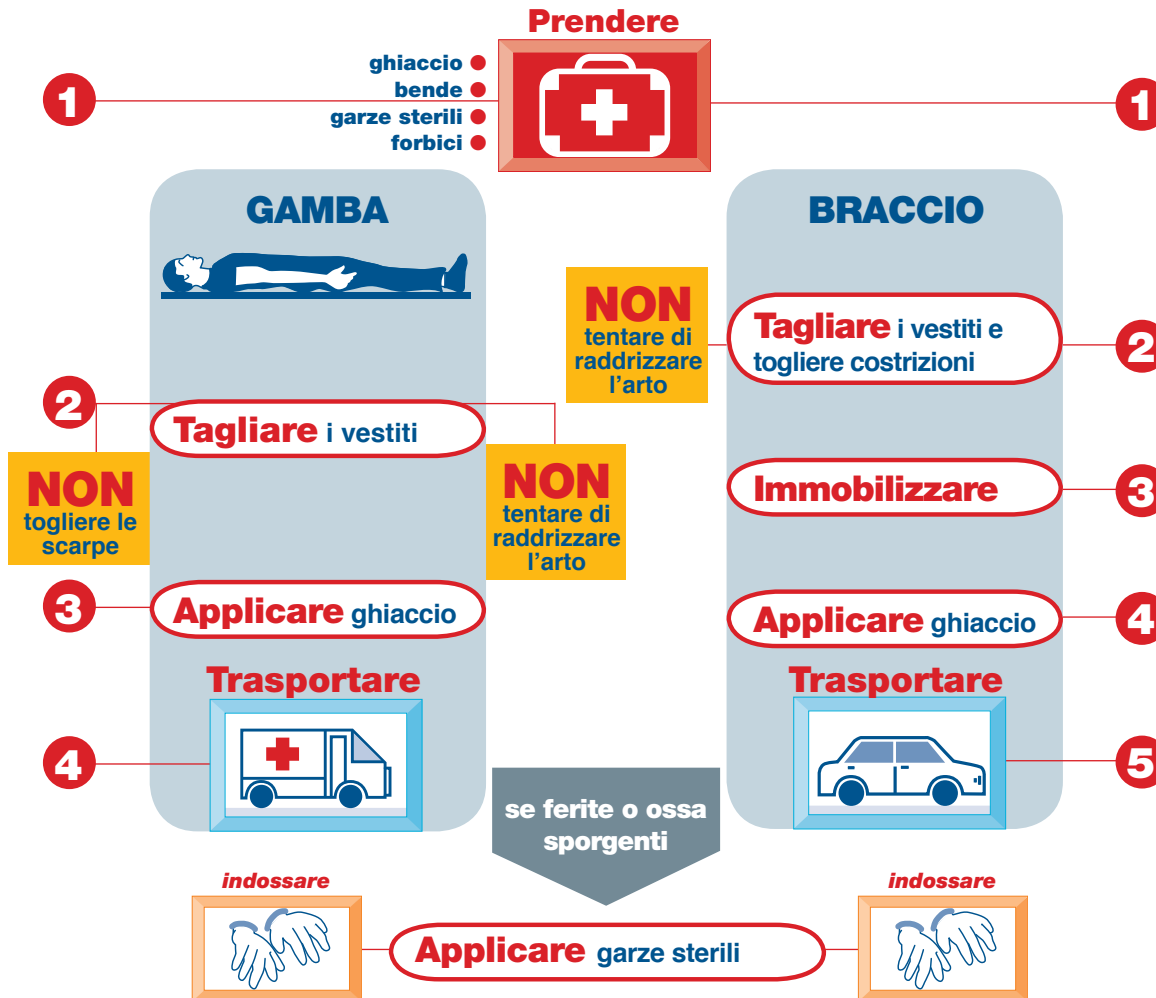 Prendere
1
ghiaccio
bende
garze sterili
forbici
1
GAMBA
2
Tagliare i vestiti
NON
togliere le
scarpe
NON
tentare di
raddrizzare
l'arto
3
Applicare ghiaccio
Trasportare
4
BRACCIO
NON
tentare di
raddrizzare
l'arto
Tagliare i vestiti e
togliere costrizioni
2
Immobilizzare
3
Applicare ghiaccio
4
Trasportare
5
se ferite o ossa
sporgenti
indossare
Applicare garze sterili
indossare